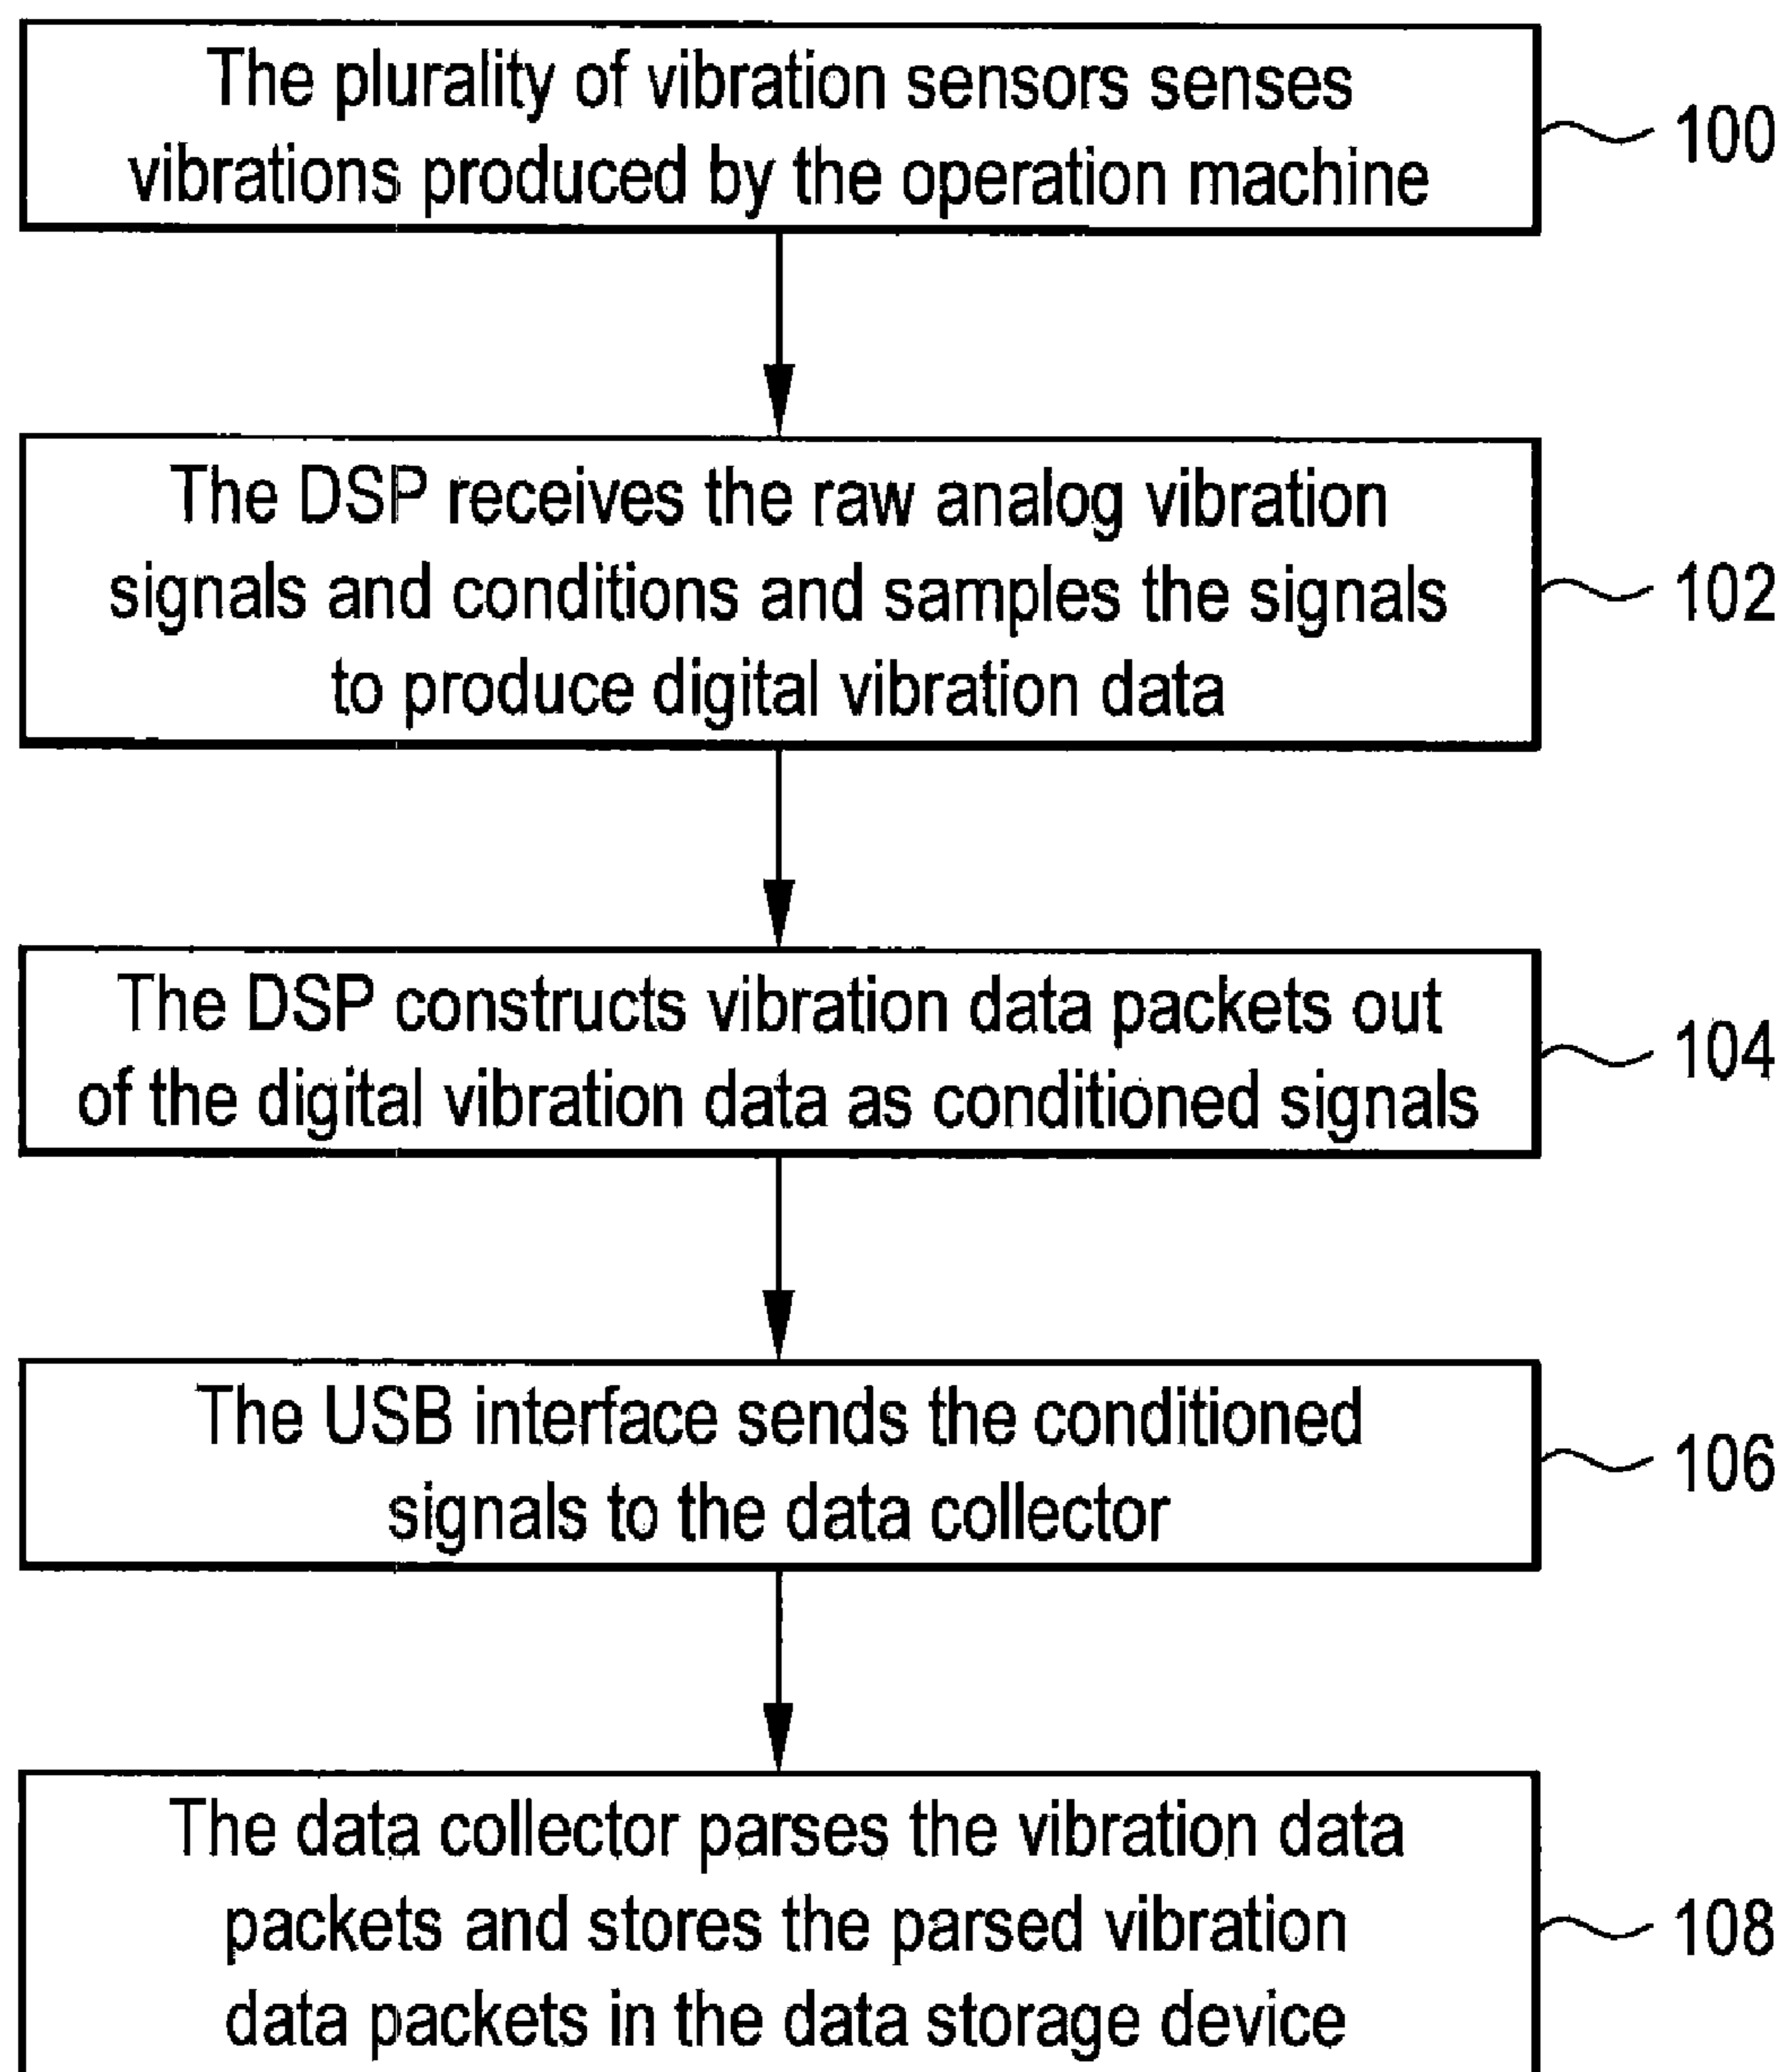 The plurality of vibration sensors senses
vibrations produced by the operation machine
100
The DSP receives the raw analog vibration
signals and conditions and samples the signals
to produce digital vibration data
102
The DSP constructs vibration data packets out
of the digital vibration data as conditioned signals
104
The USB interface sends the conditioned
signals to the data collector
106
The data collector parses the vibration data
packets and stores the parsed vibration
data packets in the data storage device
108